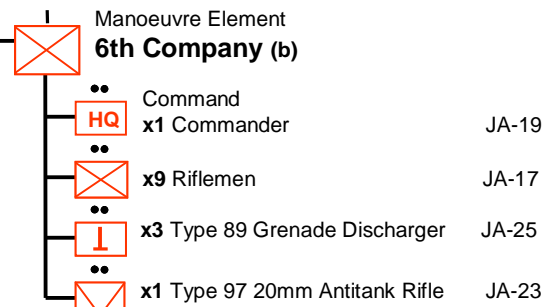 Manoeuvre Element
6th Company (b)
Command
HQ
x1 Commander JA-19
x9 Riflemen JA-17
x3 Type 89 Grenade Discharger JA-25
x1 Type 97 20mm Antitank Rifle JA-23